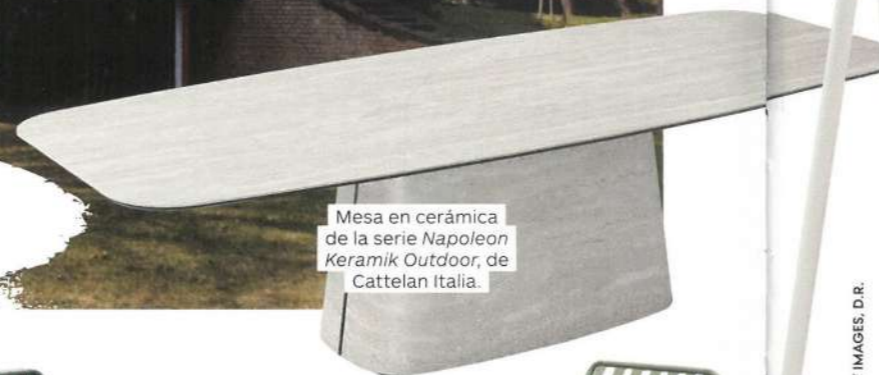 Mesa en cerámica
de la serie Napoleon
Keramik Outdoor, de
Cattelan Italia.
IMAGES, D.R.